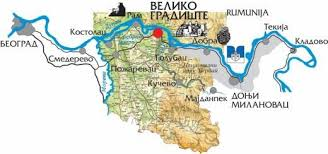 ВЕЛИКО
ГРАДИШТЕ
RUMUNIJA
БЕОГРАД
Костолац
Рам
Текија
Кладово
Смедерево
Голубац
Добра
Пожаревац
Кучево
Мајданпек
ДОЊИ
МИЛАНОВАЦ